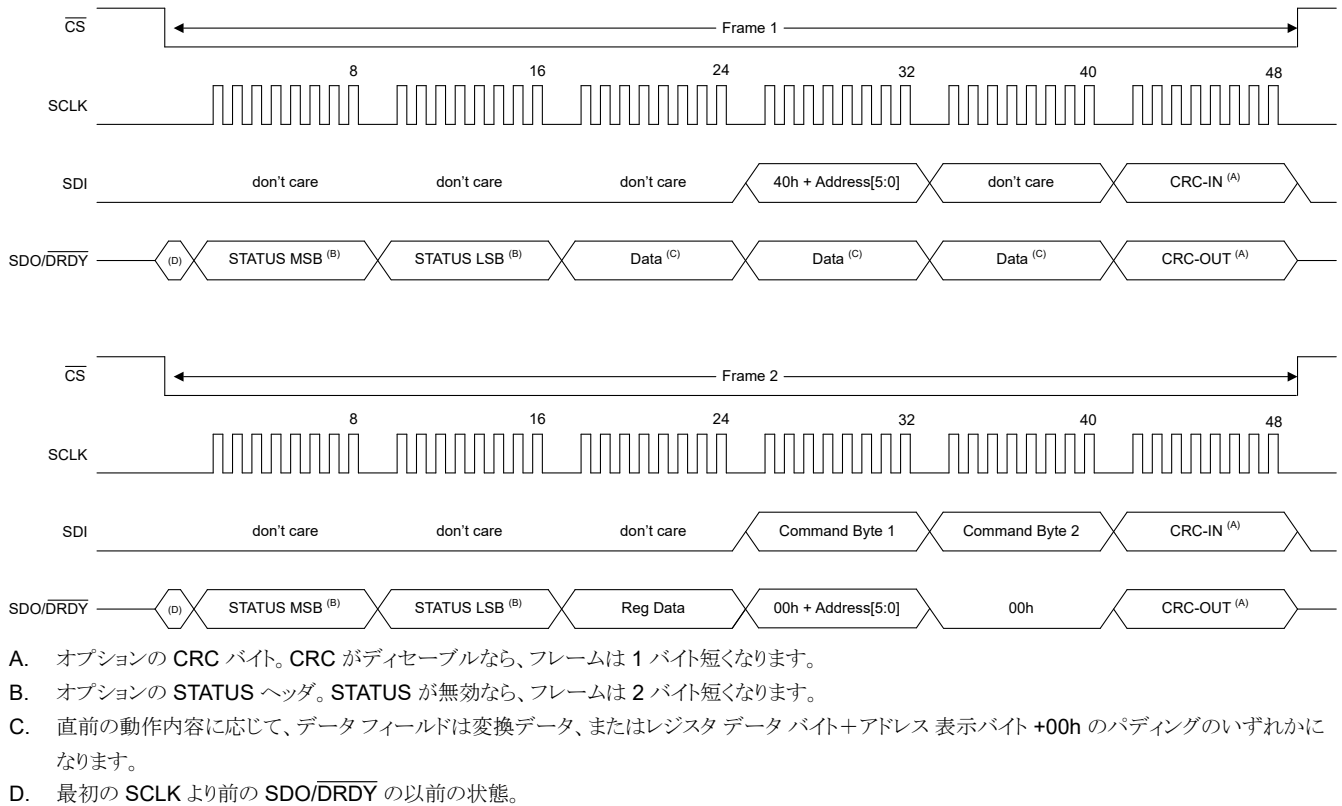 CS
Frame 1
8 16 24 32 40 48
SCLK
SDI don't care don't care don't care 40h + Address[5:0] don't care CRC-IN (A)
SDO/DRDY (D) STATUS MSB (B) STATUS LSB (B) Data (C) Data (C) Data (C) CRC-OUT (A)
CS
Frame 2
8 16 24 32 40 48
SCLK
SDI don't care don't care don't care Command Byte 1 Command Byte 2 CRC-IN (A)
SDO/DRDY (D) STATUS MSB (B) STATUS LSB (B) Reg Data 00h + Address[5:0] 00h CRC-OUT (A)
A. オプションの CRC バイト。CRC がディセーブルなら、フレームは 1 バイト短くなります。
B. オプションの STATUS ヘッダ。STATUS が無効なら、フレームは 2 バイト短くなります。
C. 直前の動作内容に応じて、データ フィールドは変換データ、またはレジスタ データ バイト＋アドレス 表示バイト +00h のパディングのいずれかに
なります。
D. 最初の SCLK より前の SDO/DRDY の以前の状態。